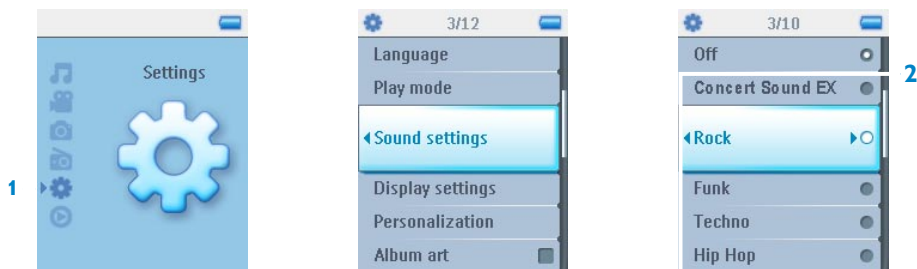 1
Settings
3/12
Language
Play mode
Sound settings
Display settings
Personalization
Album art
3/10
Off
Concert Sound EX
Rock
Funk
Techno
Hip Hop
2